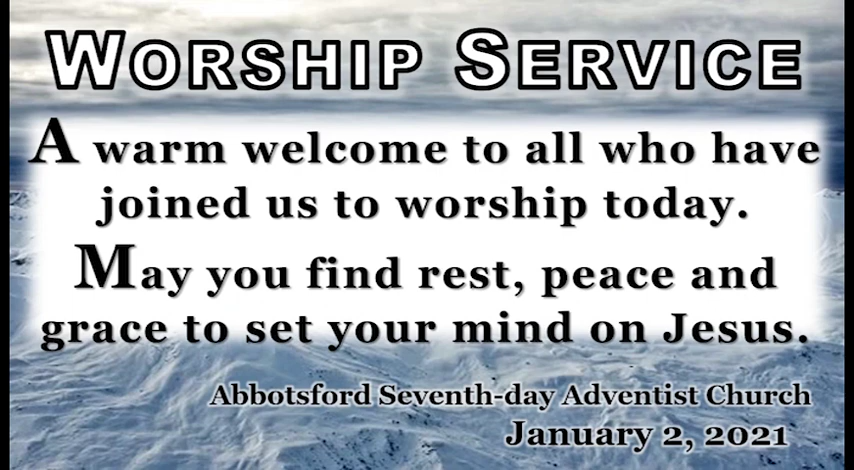 Worship Service
A warm welcome to all who have
joined us to worship today.
May you find rest, peace and
grace to set your mind on Jesus.
Abbotsford Seventh-day Adventist Church
January 2, 2021